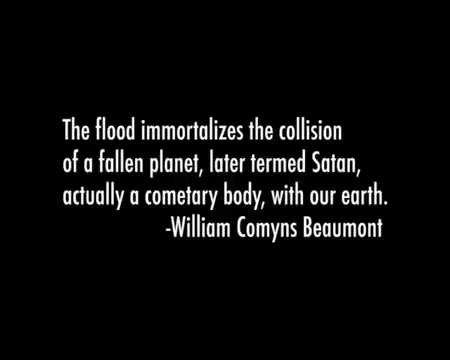 The flood immortalizes the collision
of a fallen planet, later termed Satan,
actually a cometary body, with our earth.
-William Comyns Beaumont